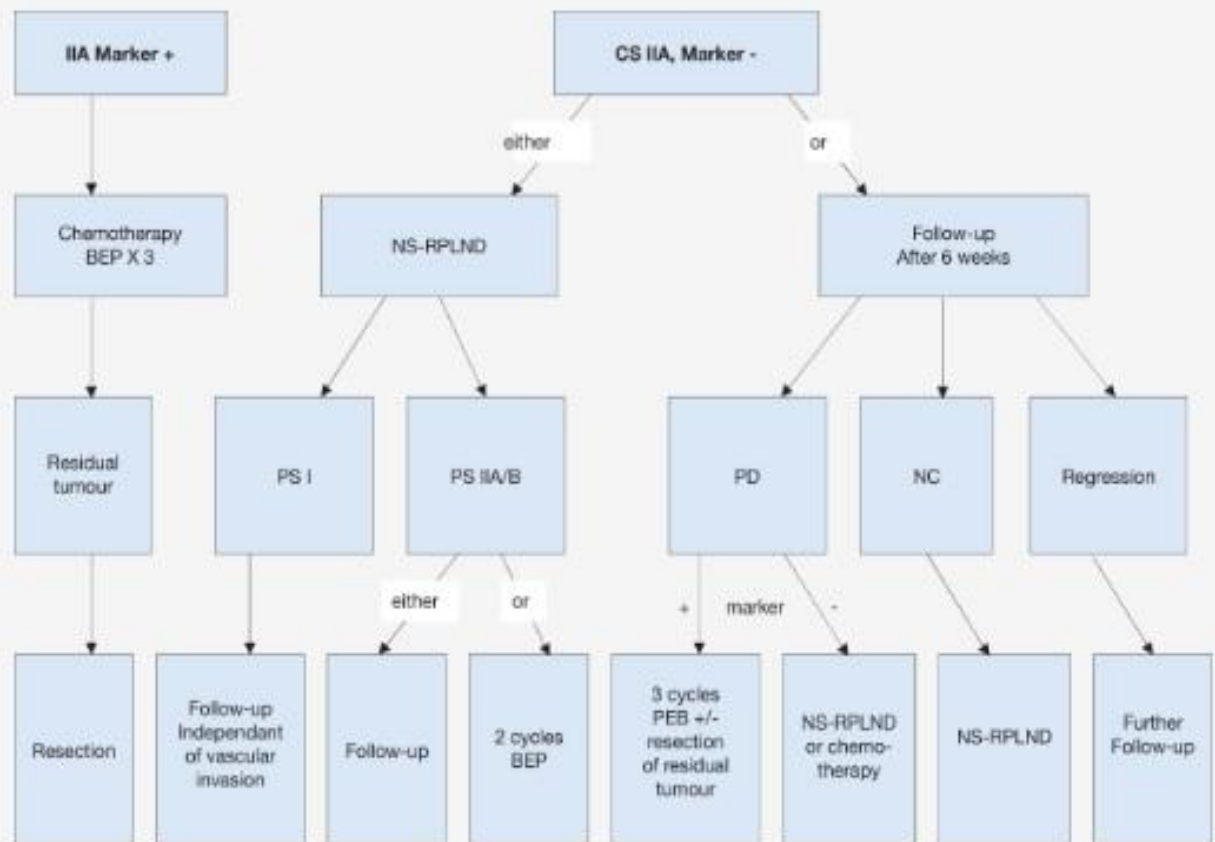 IIA Marker +
CS IIA, Marker -
either
or
Chemotherapy
BEP X 3
NS-RPLND
Follow-up
After 6 weeks
Residual
tumour
PS I
PS IIA/B
PD
NC
Regression
either
or
+
marker
-
Resection
Follow-up
Independant
of vascular
invasion
Follow-up
2 cycles
BEP
3 cycles
PEB +/-
resection
of residual
tumour
NS-RPLND
or chemo-
therapy
NS-RPLND
Further
Follow-up